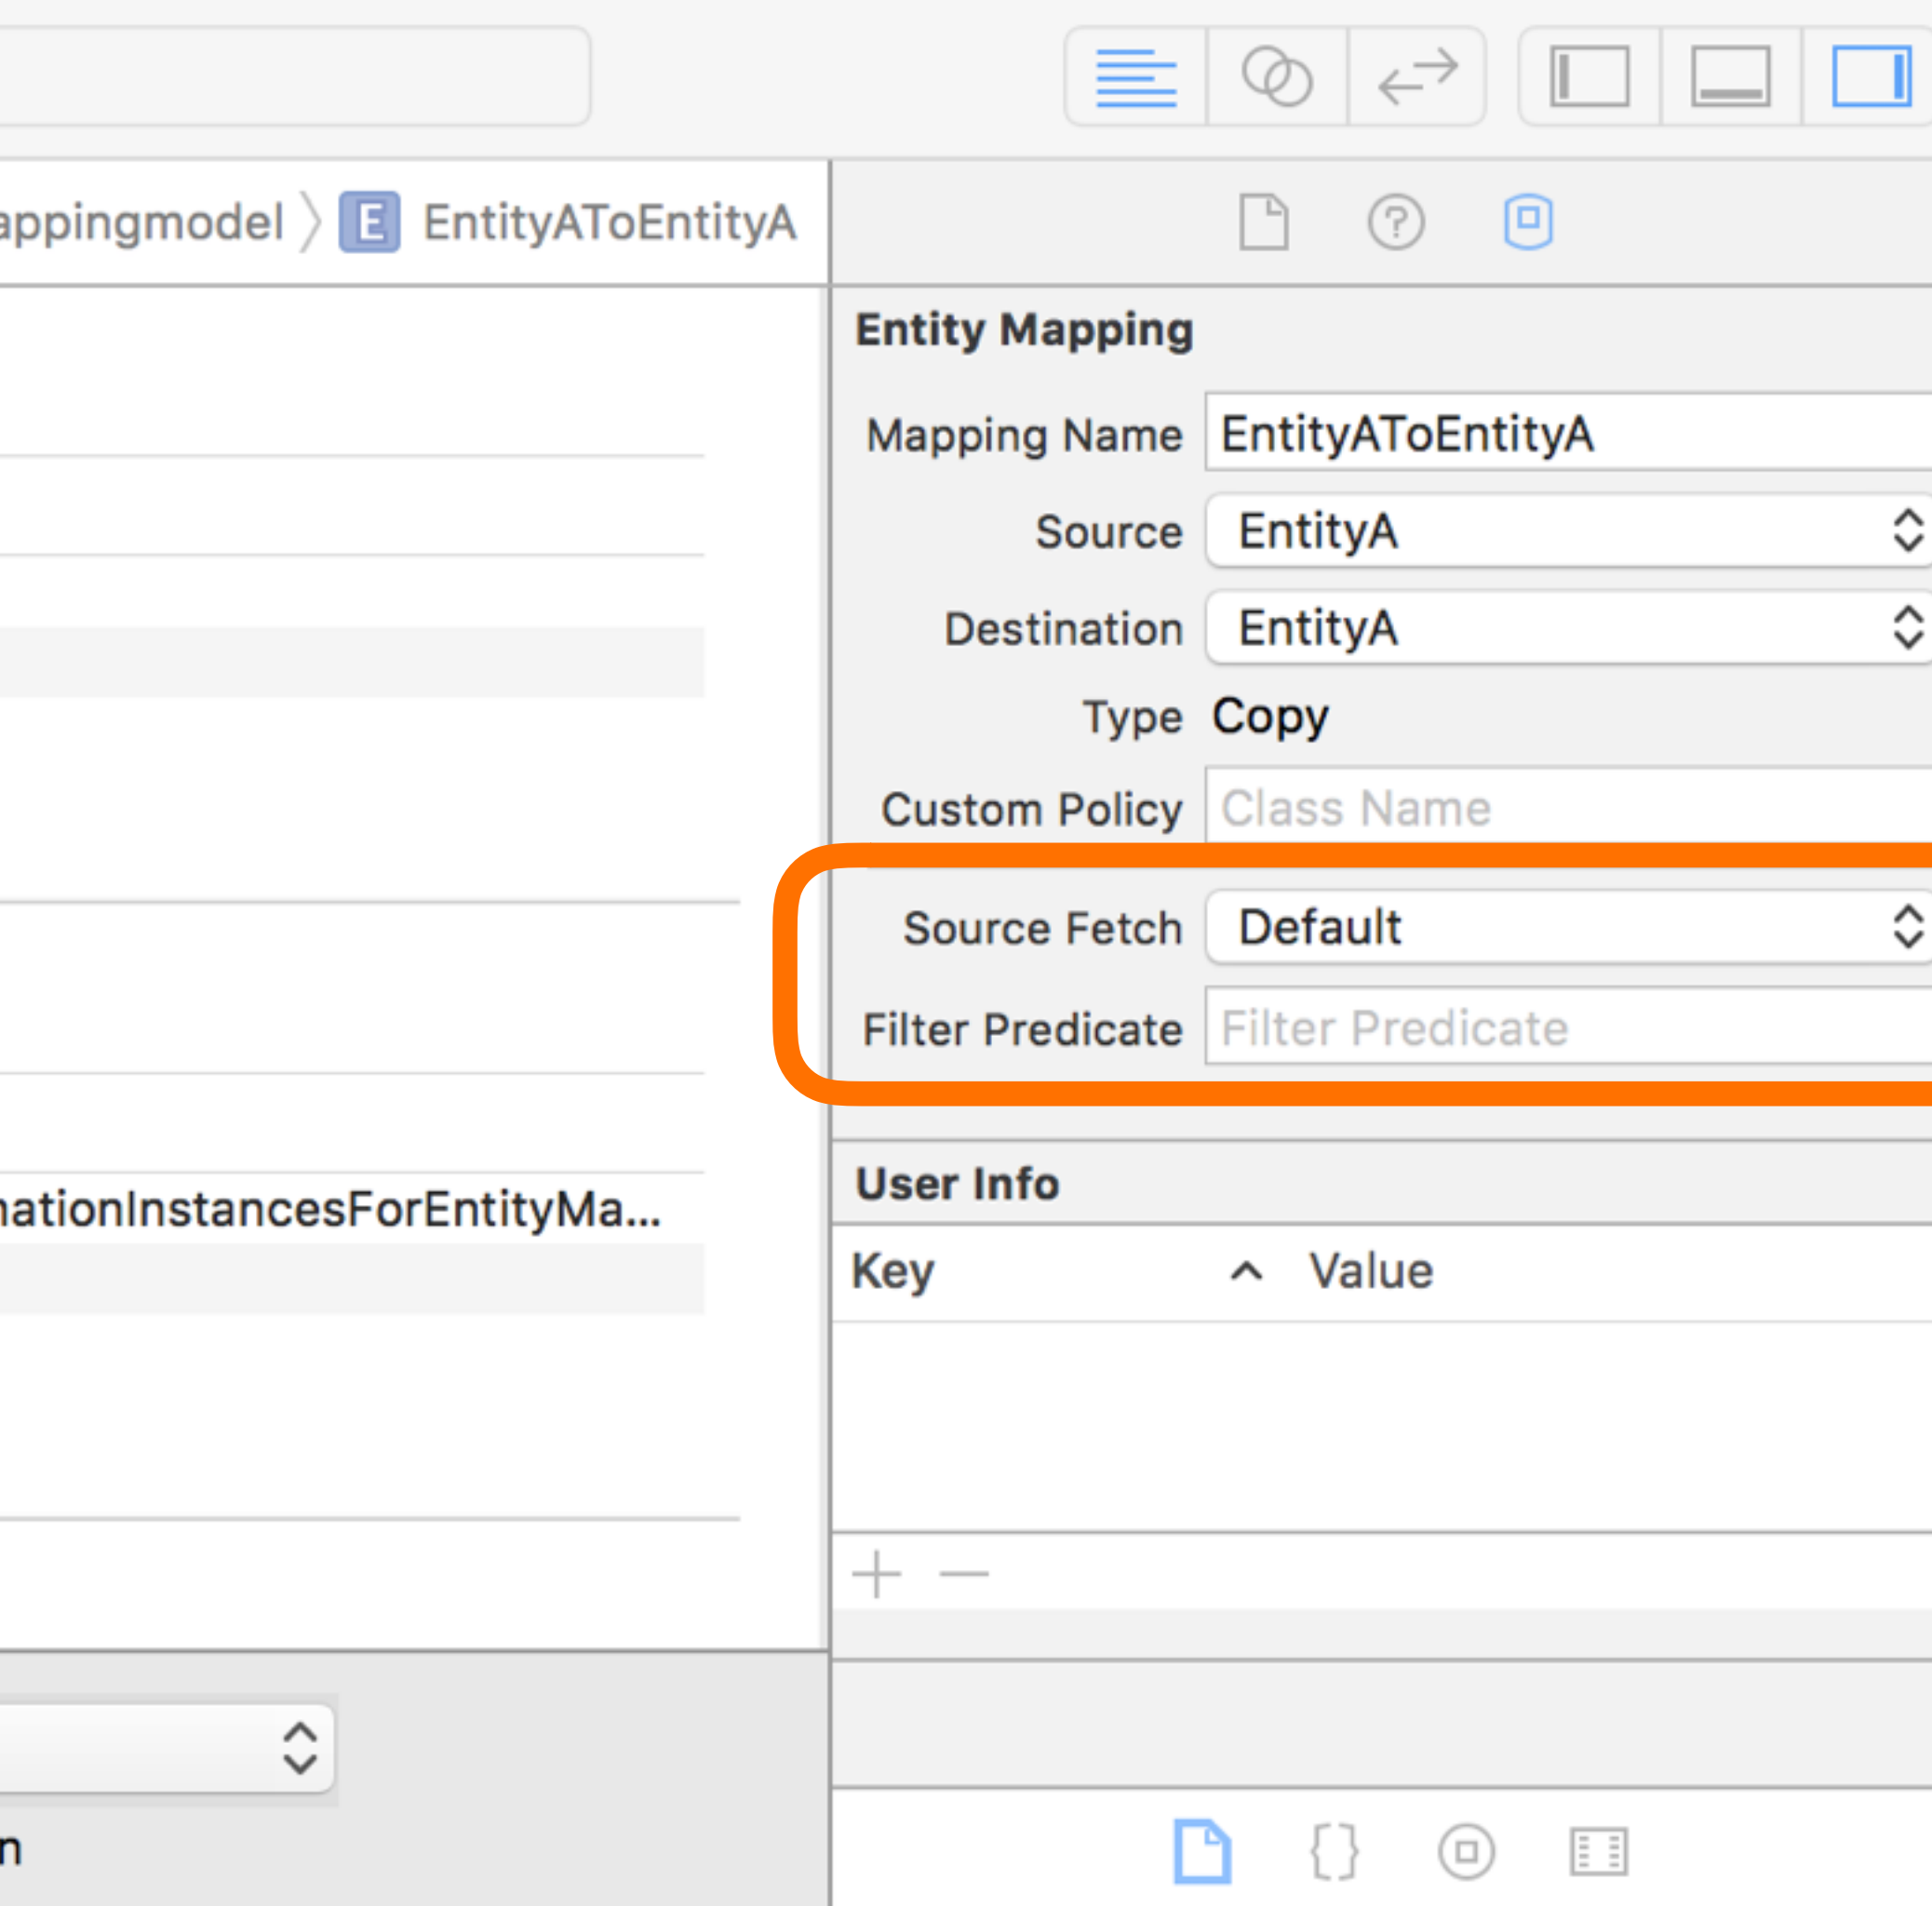 appingmodel E EntityAToEntityA
Entity Mapping
Mapping Name EntityAToEntityA
Source EntityA
Destination EntityA
Type Copy
Custom Policy Class Name
Source Fetch Default
Filter Predicate Filter Predicate
User Info
nationInstancesForEntityMa...
Key Value
n